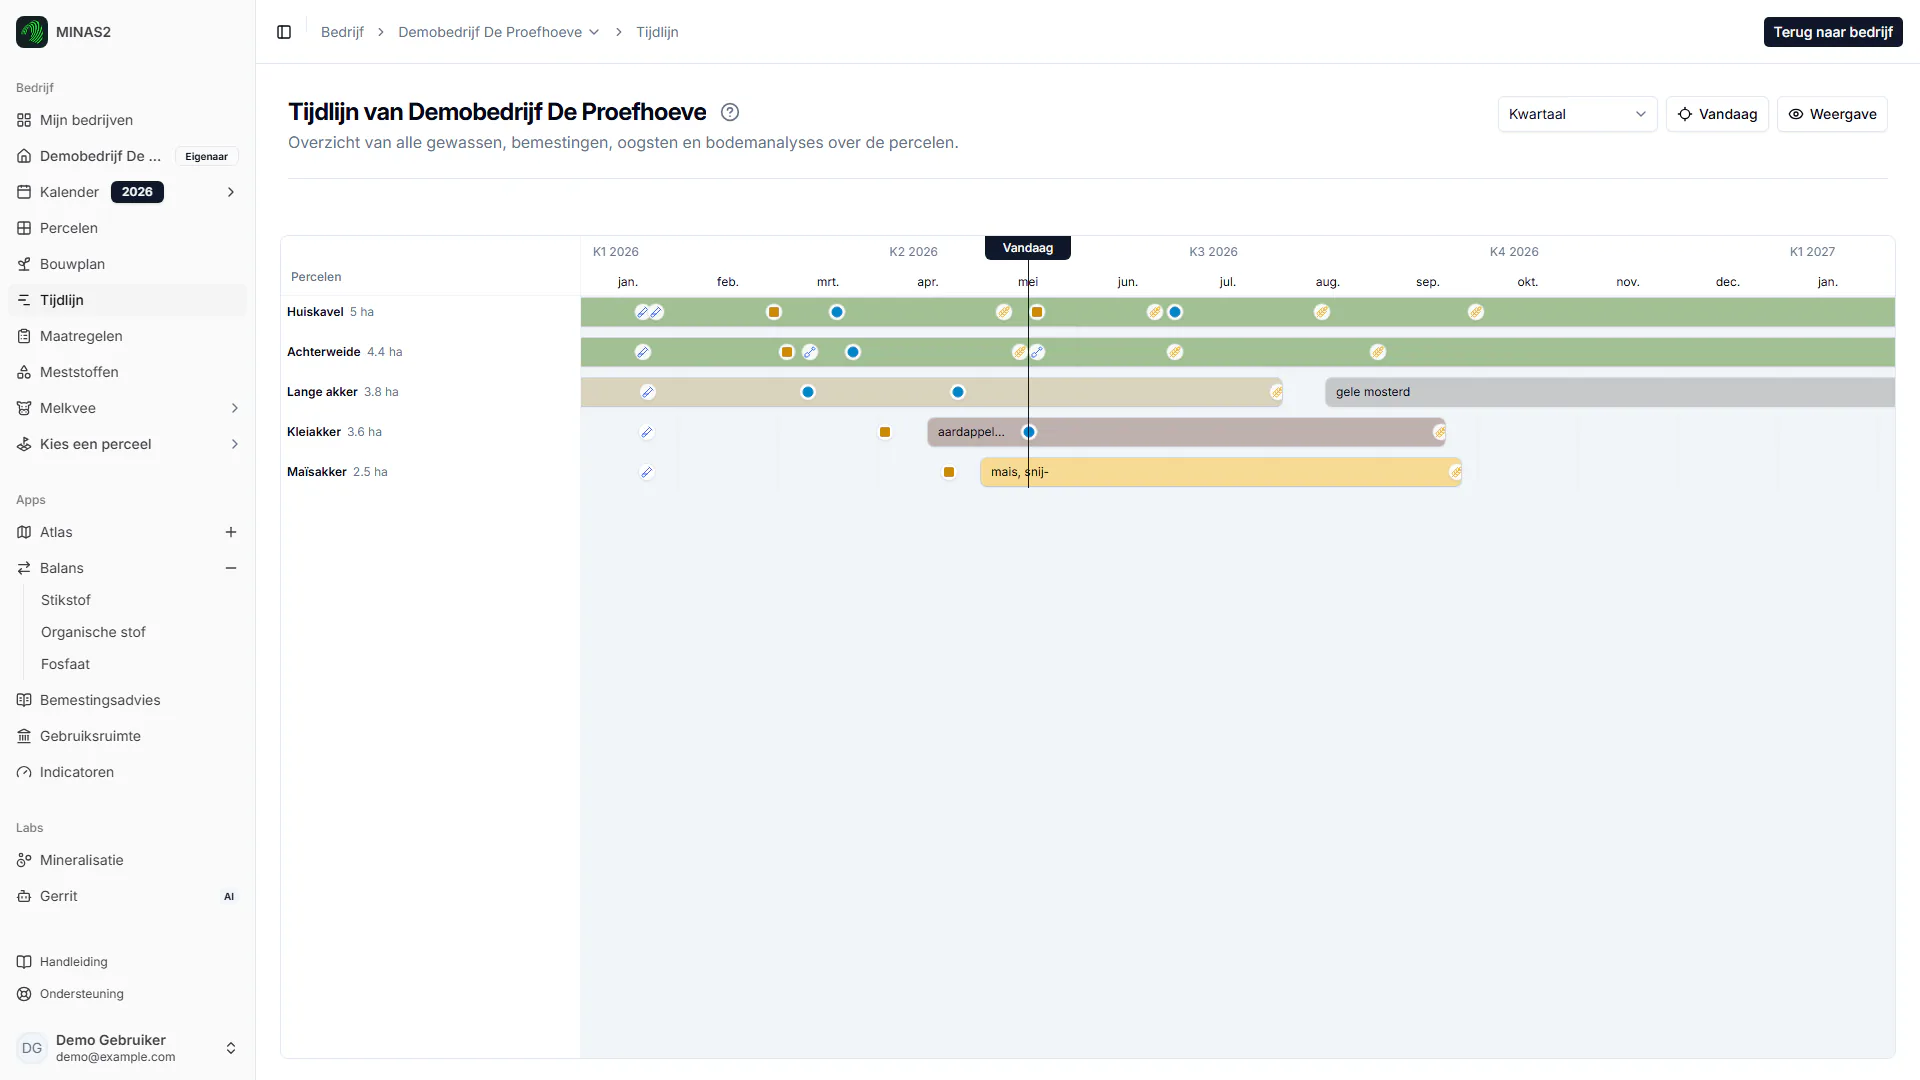 MINAS2
Bedrijf
Mijn bedrijven
Demobedrijf De ... Eigenaar
Kalender 2026
Percelen
Bouwplan
Tijdlijn
Maatregelen
Meststoffen
Melkvee
Kies een perceel
Apps
Atlas
Balans
Stikstof
Organische stof
Fosfaat
Bemestingsadvies
Gebruiksruimte
Indicatoren
Labs
Mineralisatie
Gerrit AI
Handleiding
Ondersteuning
DG Demo Gebruiker
demo@example.com
Bedrijf Demobedrijf De Proefhoeve Tijdlijn
Terug naar bedrijf
Tijdlijn van Demobedrijf De Proefhoeve
Overzicht van alle gewassen, bemestingen, oogsten en bodemanalyses over de percelen.
Kwartaal Vandaag Weergave
K1 2026 K2 2026 Vandaag K3 2026 K4 2026 K1 2027
Percelen jan. feb. mrt. apr. mei jun. jul. aug. sep. okt. nov. dec. jan.
Huiskavel 5 ha
Achterweide 4.4 ha
Lange akker 3.8 ha gele mosterd
Kleiakker 3.6 ha aardappel...
Maïsakker 2.5 ha mais, snij-